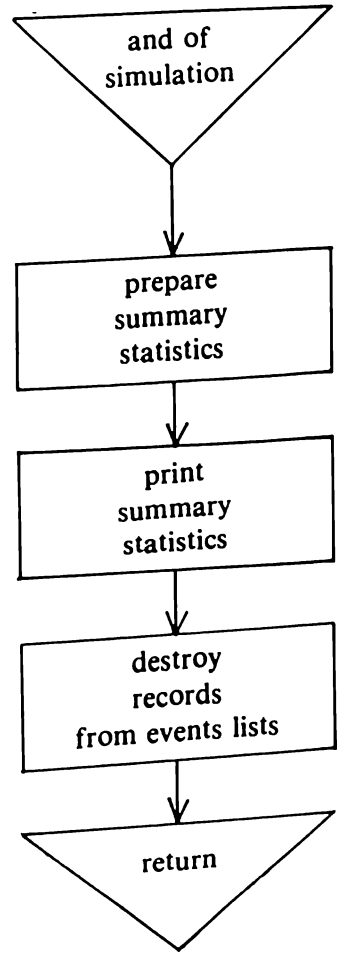 and of
simulation
prepare
summary
statistics
print
summary
statistics
destroy
records
from events lists
return